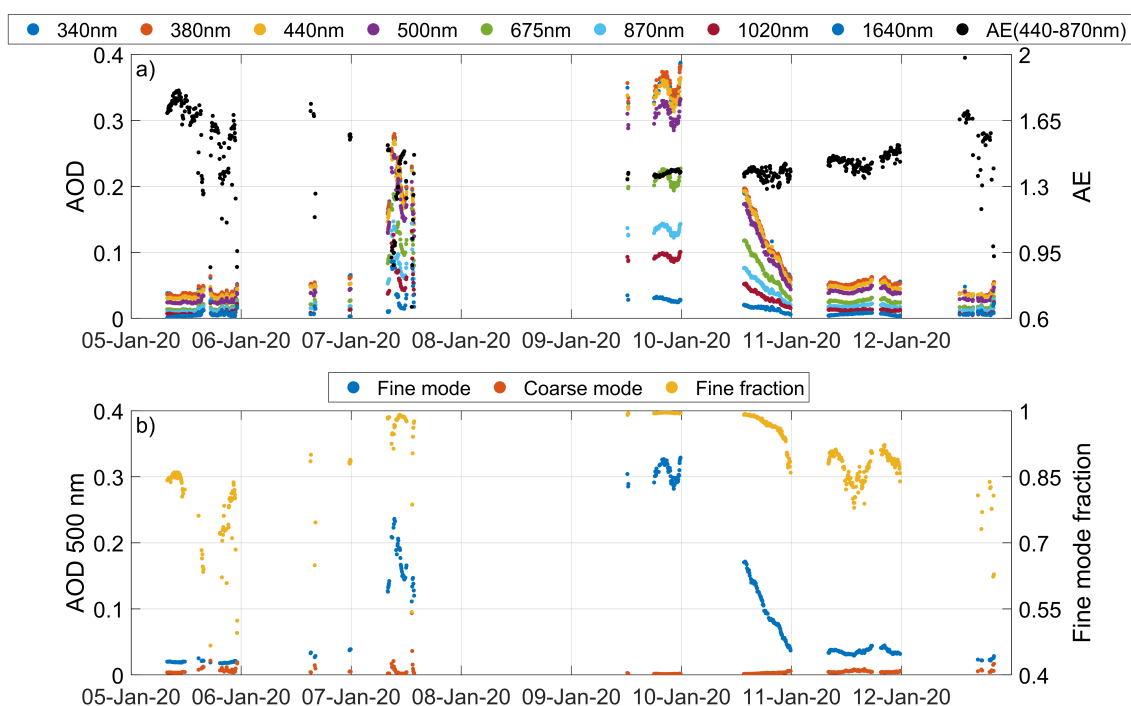 340nm 380nm 440nm 500nm 675nm 870nm 1020nm 1640nm AE(440-870nm)
a)
0.4
0.3
0.2
0.1
0
AOD
2
1.65
1.3
0.95
0.6
AE
05-Jan-20 06-Jan-20 07-Jan-20 08-Jan-20 09-Jan-20 10-Jan-20 11-Jan-20 12-Jan-20
Fine mode Coarse mode Fine fraction
b)
0.4
0.3
0.2
0.1
0
AOD 500 nm
1
0.85
0.7
0.55
0.4
Fine mode fraction
05-Jan-20 06-Jan-20 07-Jan-20 08-Jan-20 09-Jan-20 10-Jan-20 11-Jan-20 12-Jan-20